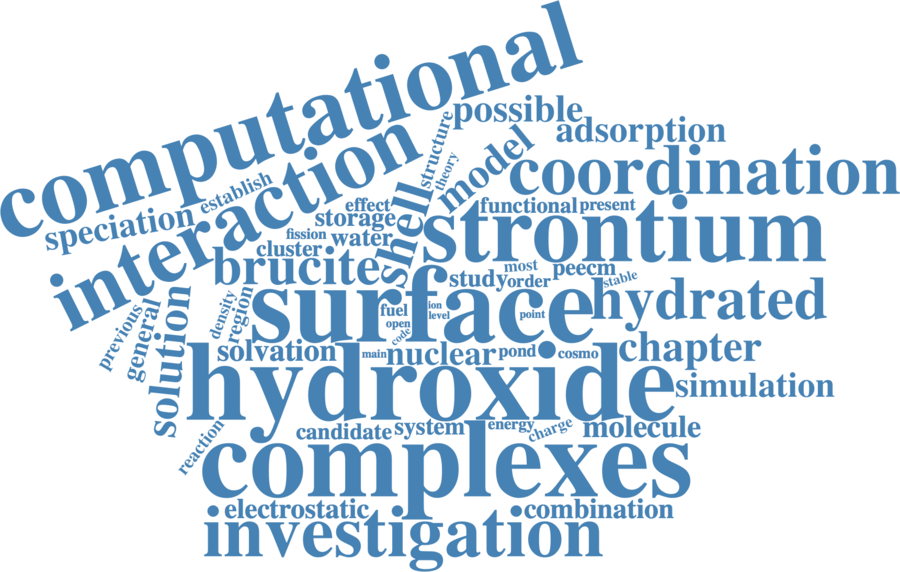 computational
possible
adsorption
structure
theory
model
coordination
interaction
establish
speciation
effect
storage
functional
present
fission
water
cluster
shell
strontium
brucite
most
peecm
study
order
stable
surface
hydrated
previous
general
solution
density
region
fuel
ion
level
open
code
point
solvation
main
nuclear
pond
cosmo
chapter
hydroxide
simulation
reaction
candidate
system
energy
charge
molecule
complexes
electrostatic
combination
investigation